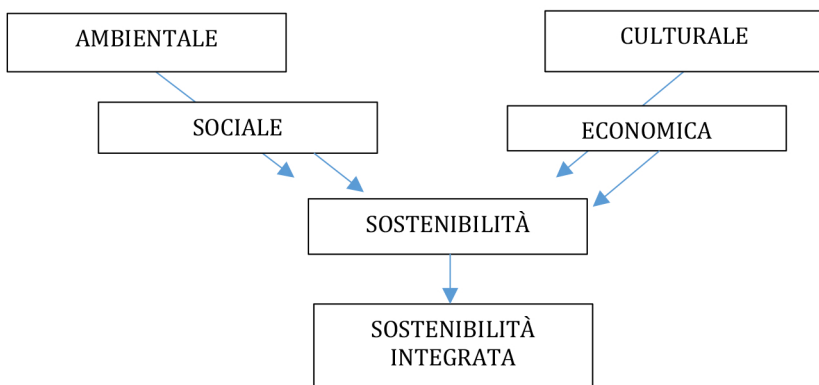 AMBIENTALE
CULTURALE
SOCIALE
ECONOMICA
SOSTENIBILITÀ
SOSTENIBILITÀ
INTEGRATA